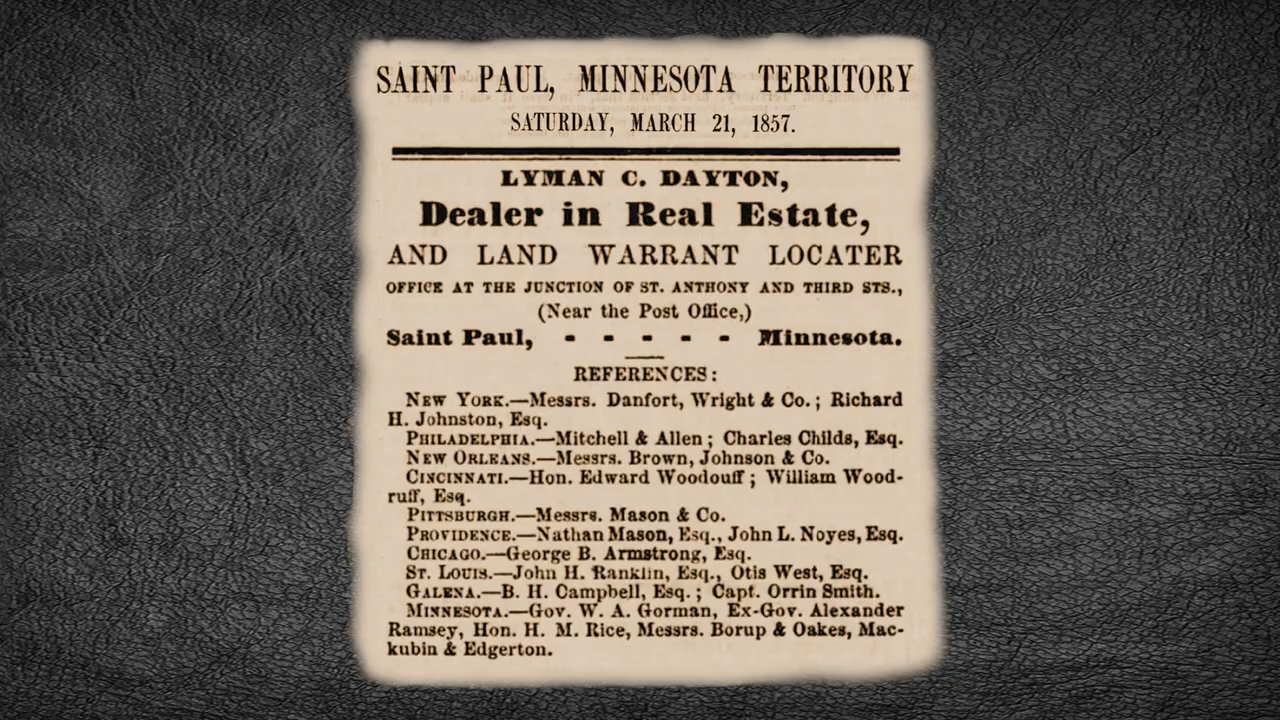 SAINT PAUL, MINNESOTA TERRITORY
SATURDAY, MARCH 21, 1857.
LYMAN C. DAYTON,
Dealer in Real Estate,
AND LAND WARRANT LOCATER
OFFICE AT THE JUNCTION OF ST. ANTHONY AND THIRD STS.,
(Near the Post Office,)
Saint Paul, - - - - - Minnesota.
REFERENCES:
NEW YORK.—Messrs. Danfort, Wright & Co.; Richard
H. Johnston, Esq.
PHILADELPHIA.—Mitchell & Allen; Charles Childs, Esq.
NEW ORLEANS.—Messrs. Brown, Johnson & Co.
CINCINNATI.—Hon. Edward Woodouff; William Wood-
ruff, Esq.
PITTSBURGH.—Messrs. Mason & Co.
PROVIDENCE.—Nathan Mason, Esq., John L. Noyes, Esq.
CHICAGO.—George B. Armstrong, Esq.
ST. LOUIS.—John H. Ranklin, Esq., Otis West, Esq.
GALENA.—B. H. Campbell, Esq.; Capt. Orrin Smith.
MINNESOTA.—Gov. W. A. Gorman, Ex-Gov. Alexander
Ramsey, Hon. H. M. Rice, Messrs. Borup & Oakes, Mac-
kubin & Edgerton.